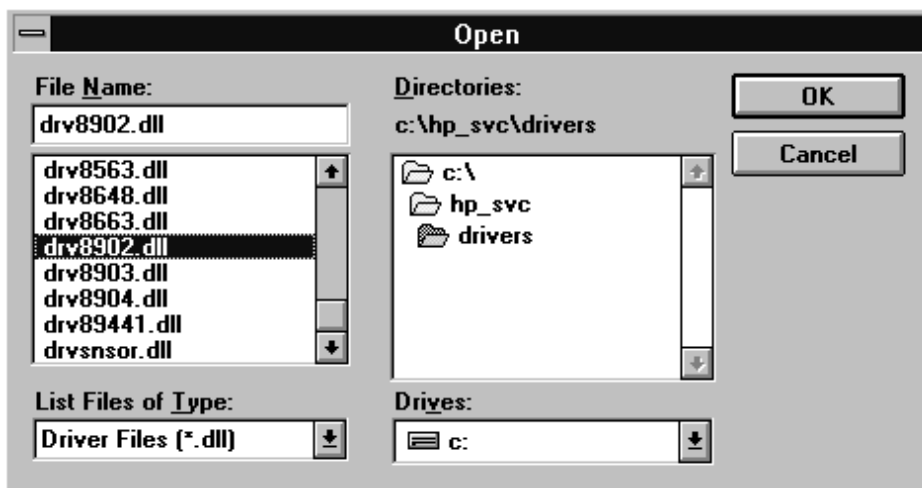 Open
File Name:
drv8902.dll
drv8563.dll
drv8648.dll
drv8663.dll
drv8902.dll
drv8903.dll
drv8904.dll
drv89441.dll
drvsnsor.dll
List Files of Type:
Driver Files (*.dll)
Directories:
c:\hp_svc\drivers
c:\
hp_svc
drivers
Drives:
c:
OK
Cancel